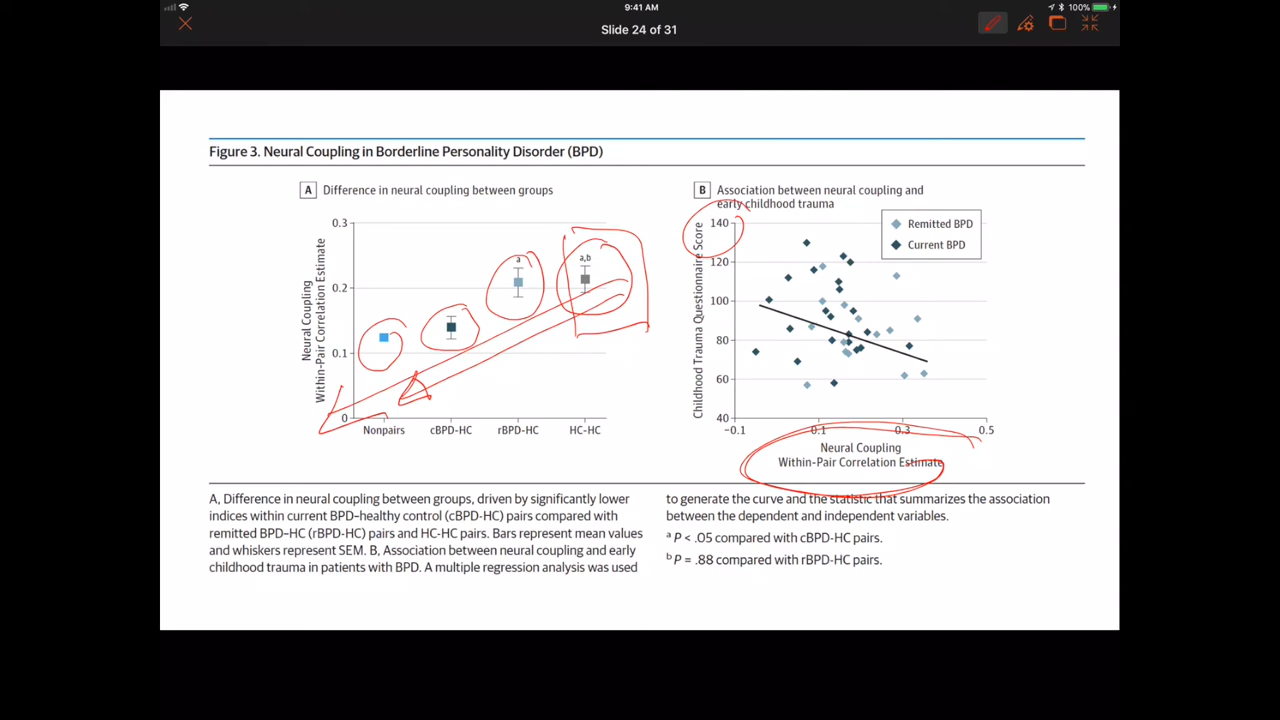 9:41 AM
100%
Slide 24 of 31
Figure 3. Neural Coupling in Borderline Personality Disorder (BPD)
A Difference in neural coupling between groups
Neural Coupling
Within-Pair Correlation Estimate
0.3
0.2
0.1
0
a
a,b
Nonpairs cBPD-HC rBPD-HC HC-HC
B Association between neural coupling and
early childhood trauma
Childhood Trauma Questionnaire Score
140
120
100
80
60
40
Remitted BPD
Current BPD
−0.1 0.1 0.3 0.5
Neural Coupling
Within-Pair Correlation Estimate
A, Difference in neural coupling between groups, driven by significantly lower
indices within current BPD–healthy control (cBPD-HC) pairs compared with
remitted BPD–HC (rBPD-HC) pairs and HC-HC pairs. Bars represent mean values
and whiskers represent SEM. B, Association between neural coupling and early
childhood trauma in patients with BPD. A multiple regression analysis was used
to generate the curve and the statistic that summarizes the association
between the dependent and independent variables.
a P < .05 compared with cBPD-HC pairs.
b P = .88 compared with rBPD-HC pairs.